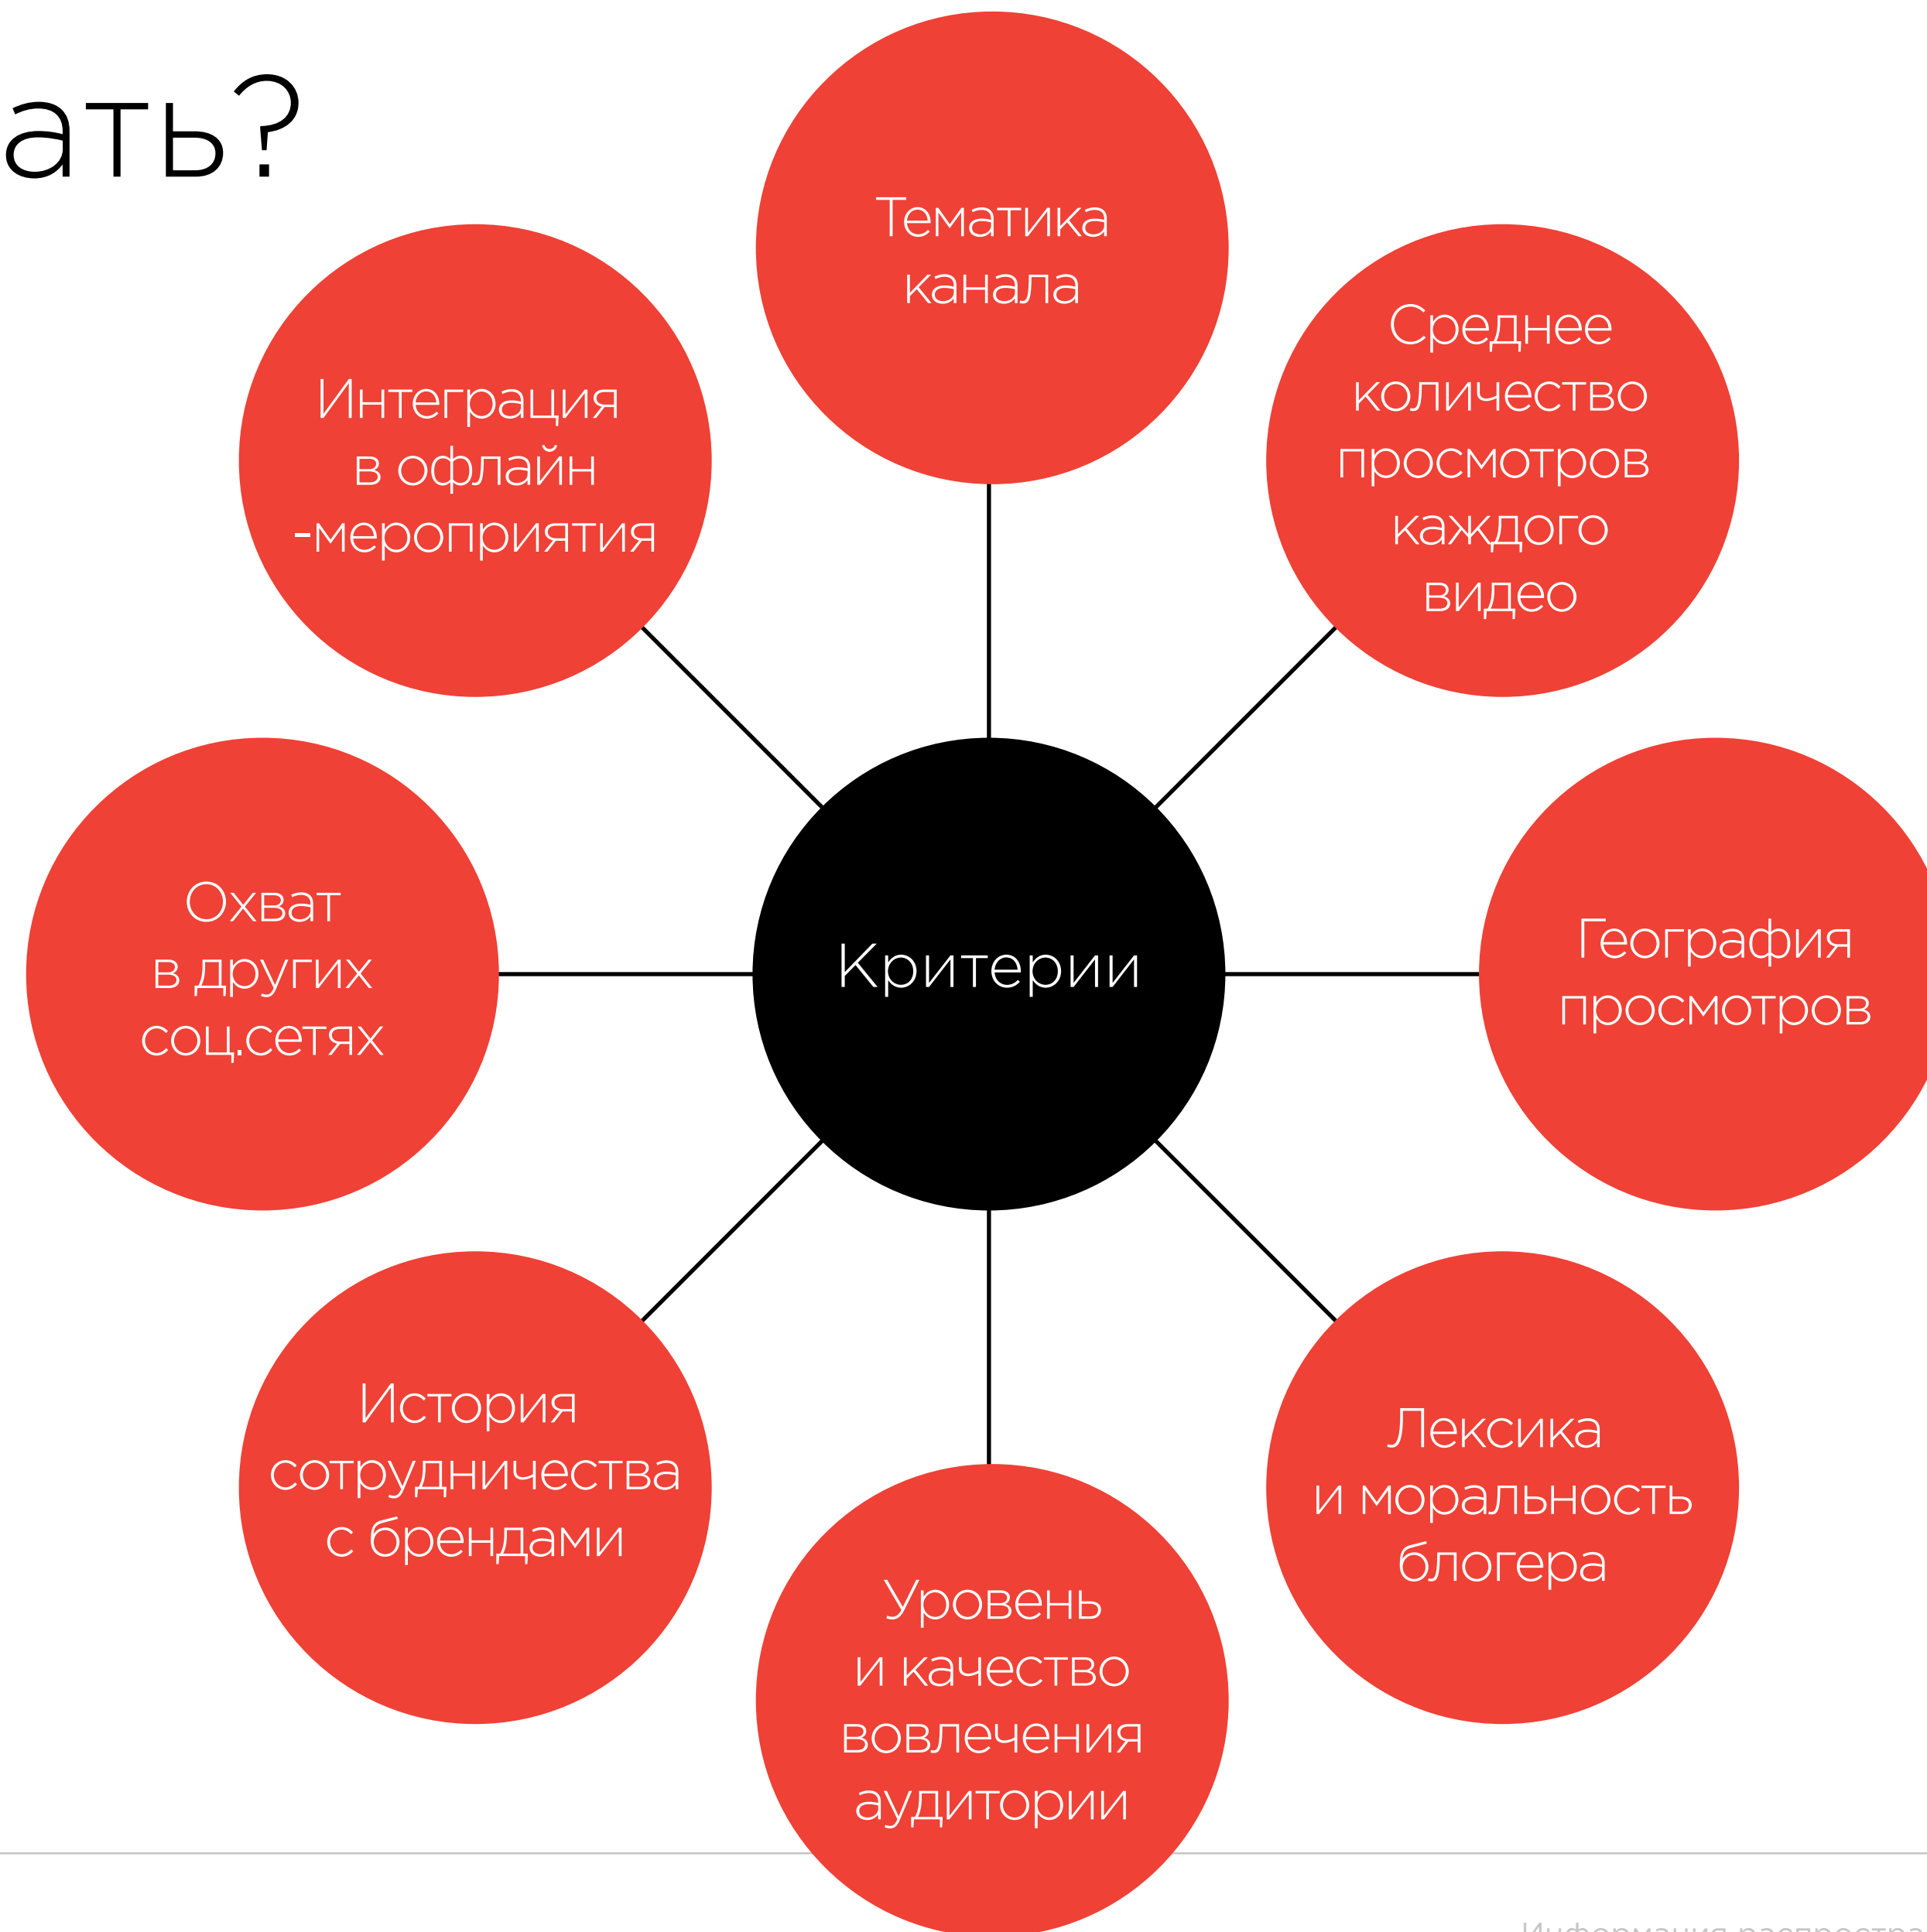 ать?
Тематика
канала
Среднее
количество
просмотров
каждого
видео
География
просмотров
Лексика
и моральность
блогера
Уровень
и качество
вовлечения
аудитории
История
сотрудничества
с брендами
Охват
в других
соц.сетях
Интеграция
в офлайн
-мероприятия
Критерии